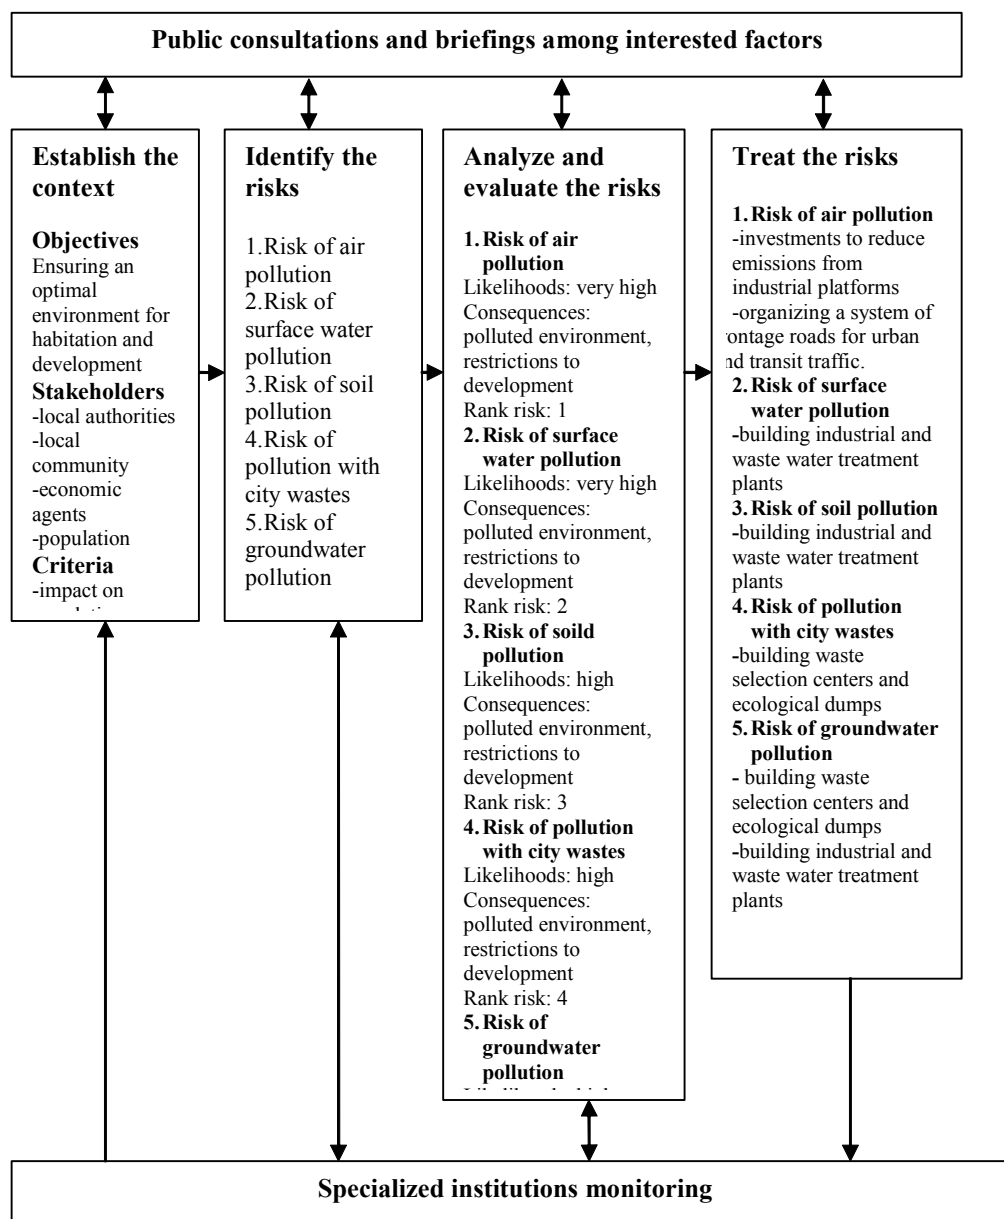 Public consultations and briefings among interested factors
Establish the
context
Objectives
Ensuring an
optimal
environment for
habitation and
development
Stakeholders
-local authorities
-local
community
-economic
agents
-population
Criteria
-impact on
Identify the
risks
1.Risk of air
pollution
2.Risk of
surface water
pollution
3.Risk of soil
pollution
4.Risk of
pollution with
city wastes
5.Risk of
groundwater
pollution
Analyze and
evaluate the risks
1. Risk of air
pollution
Likelihoods: very high
Consequences:
polluted environment,
restrictions to
development
Rank risk: 1
2. Risk of surface
water pollution
Likelihoods: very high
Consequences:
polluted environment,
restrictions to
development
Rank risk: 2
3. Risk of soild
pollution
Likelihoods: high
Consequences:
polluted environment,
restrictions to
development
Rank risk: 3
4. Risk of pollution
with city wastes
Likelihoods: high
Consequences:
polluted environment,
restrictions to
development
Rank risk: 4
5. Risk of
groundwater
pollution
Treat the risks
1. Risk of air pollution
-investments to reduce
emissions from
industrial platforms
-organizing a system of
ontage roads for urban
nd transit traffic.
2. Risk of surface
water pollution
-building industrial and
waste water treatment
plants
3. Risk of soil pollution
-building industrial and
waste water treatment
plants
4. Risk of pollution
with city wastes
-building waste
selection centers and
ecological dumps
5. Risk of groundwater
pollution
- building waste
selection centers and
ecological dumps
-building industrial and
waste water treatment
plants
Specialized institutions monitoring